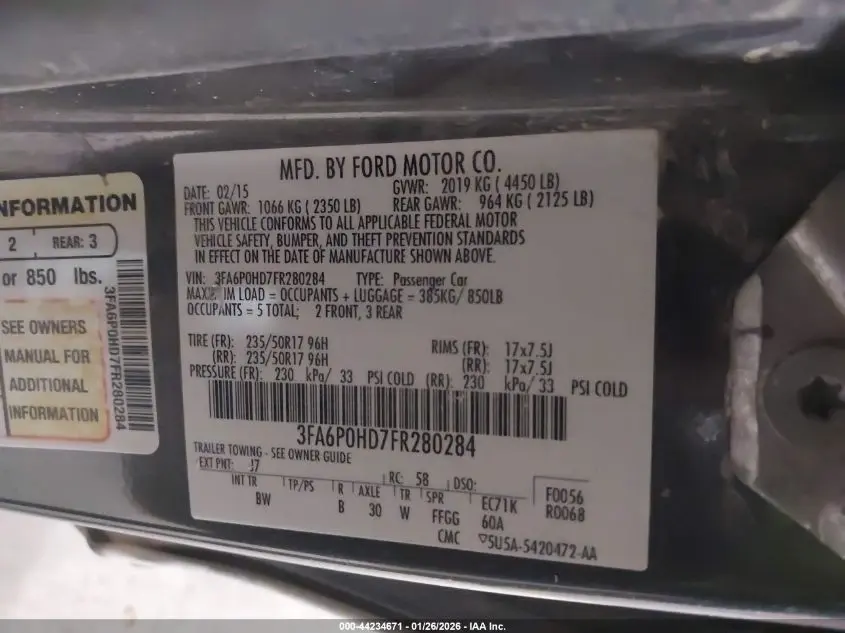 NFORMATION
2
REAR: 3
or 850 lbs.
SEE OWNERS
MANUAL FOR
ADDITIONAL
INFORMATION
3FA6P0HD7FR280284
MFD. BY FORD MOTOR CO.
DATE: 02/15 GVWR: 2019 KG ( 4450 LB)
FRONT GAWR: 1066 KG ( 2350 LB) REAR GAWR: 964 KG ( 2125 LB)
THIS VEHICLE CONFORMS TO ALL APPLICABLE FEDERAL MOTOR
VEHICLE SAFETY, BUMPER, AND THEFT PREVENTION STANDARDS
IN EFFECT ON THE DATE OF MANUFACTURE SHOWN ABOVE.
VIN: 3FA6P0HD7FR280284 TYPE: Passenger Car
LOAD = OCCUPANTS + LUGGAGE = 385KG/ 850LB
OCCUPANTS = 5 TOTAL; 2 FRONT, 3 REAR
TIRE (FR): 235/50R17 96H RIMS (FR): 17x7.5J
(RR): 235/50R17 96H (RR): 17x7.5J
PRESSURE (FR): 230 kPa/ 33 PSI COLD (RR): 230 kPa/ 33 PSI COLD
3FA6P0HD7FR280284
TRAILER TOWING - SEE OWNER GUIDE
EXT PNT: J7 RC: 58 DSO:
INT TR TP/PS R AXLE TR SPR EC71K F0056
BW B 30 W FFGG 60A R0068
CMC ▽5U5A-5420472-AA
000-44234671 - 01/26/2026 - IAA Inc.